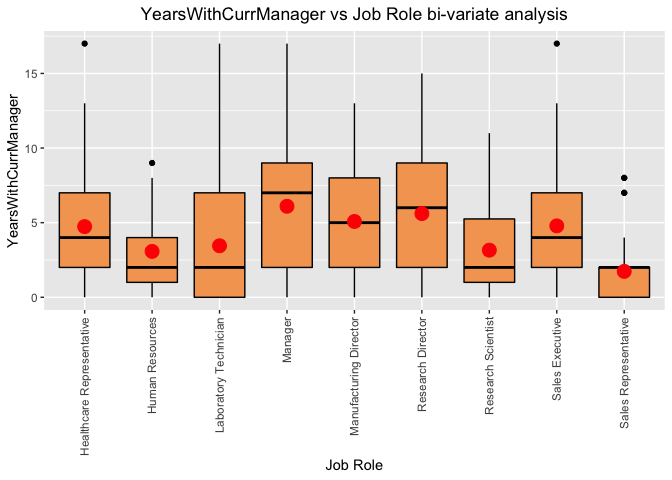 YearsWithCurrManager vs Job Role bi-variate analysis
YearsWithCurrManager
15
10
5
0
Healthcare Representative
Human Resources
Laboratory Technician
Manager
Manufacturing Director
Research Director
Research Scientist
Sales Executive
Sales Representative
Job Role